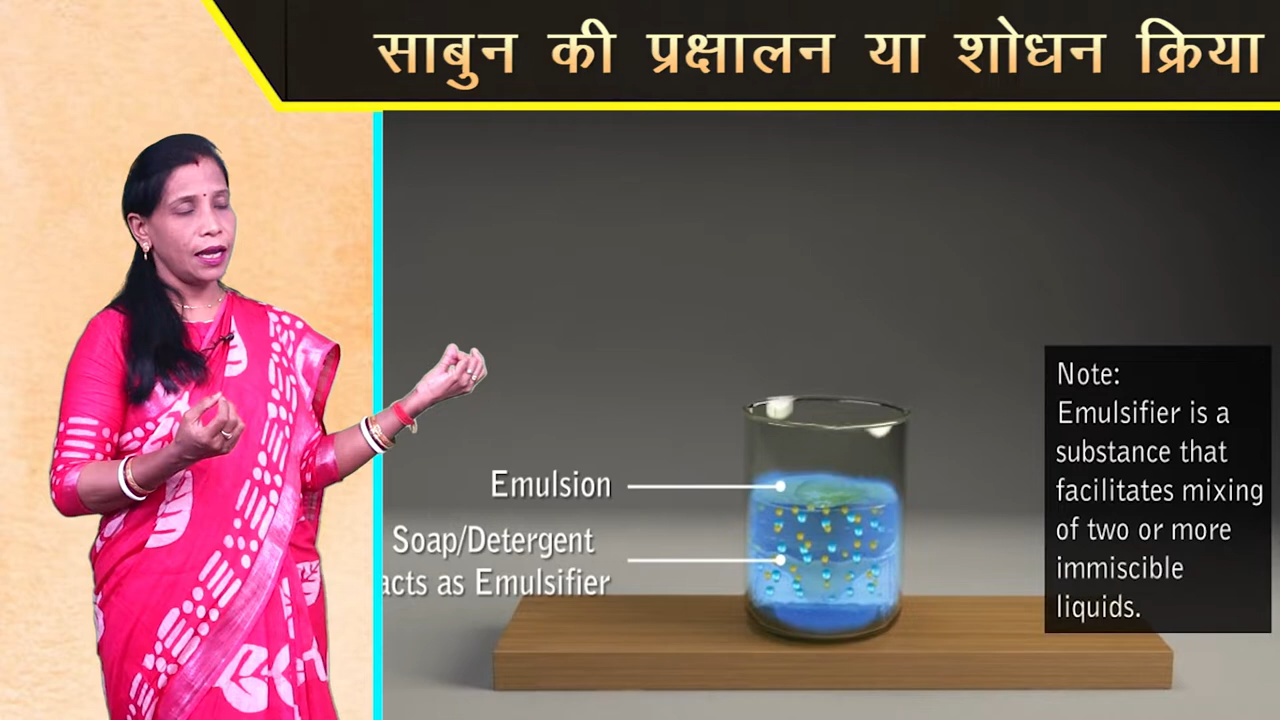 साबुन की प्रक्षालन या शोधन क्रिया
Emulsion
Soap/Detergent
acts as Emulsifier
Note:
Emulsifier is a
substance that
facilitates mixing
of two or more
immiscible
liquids.